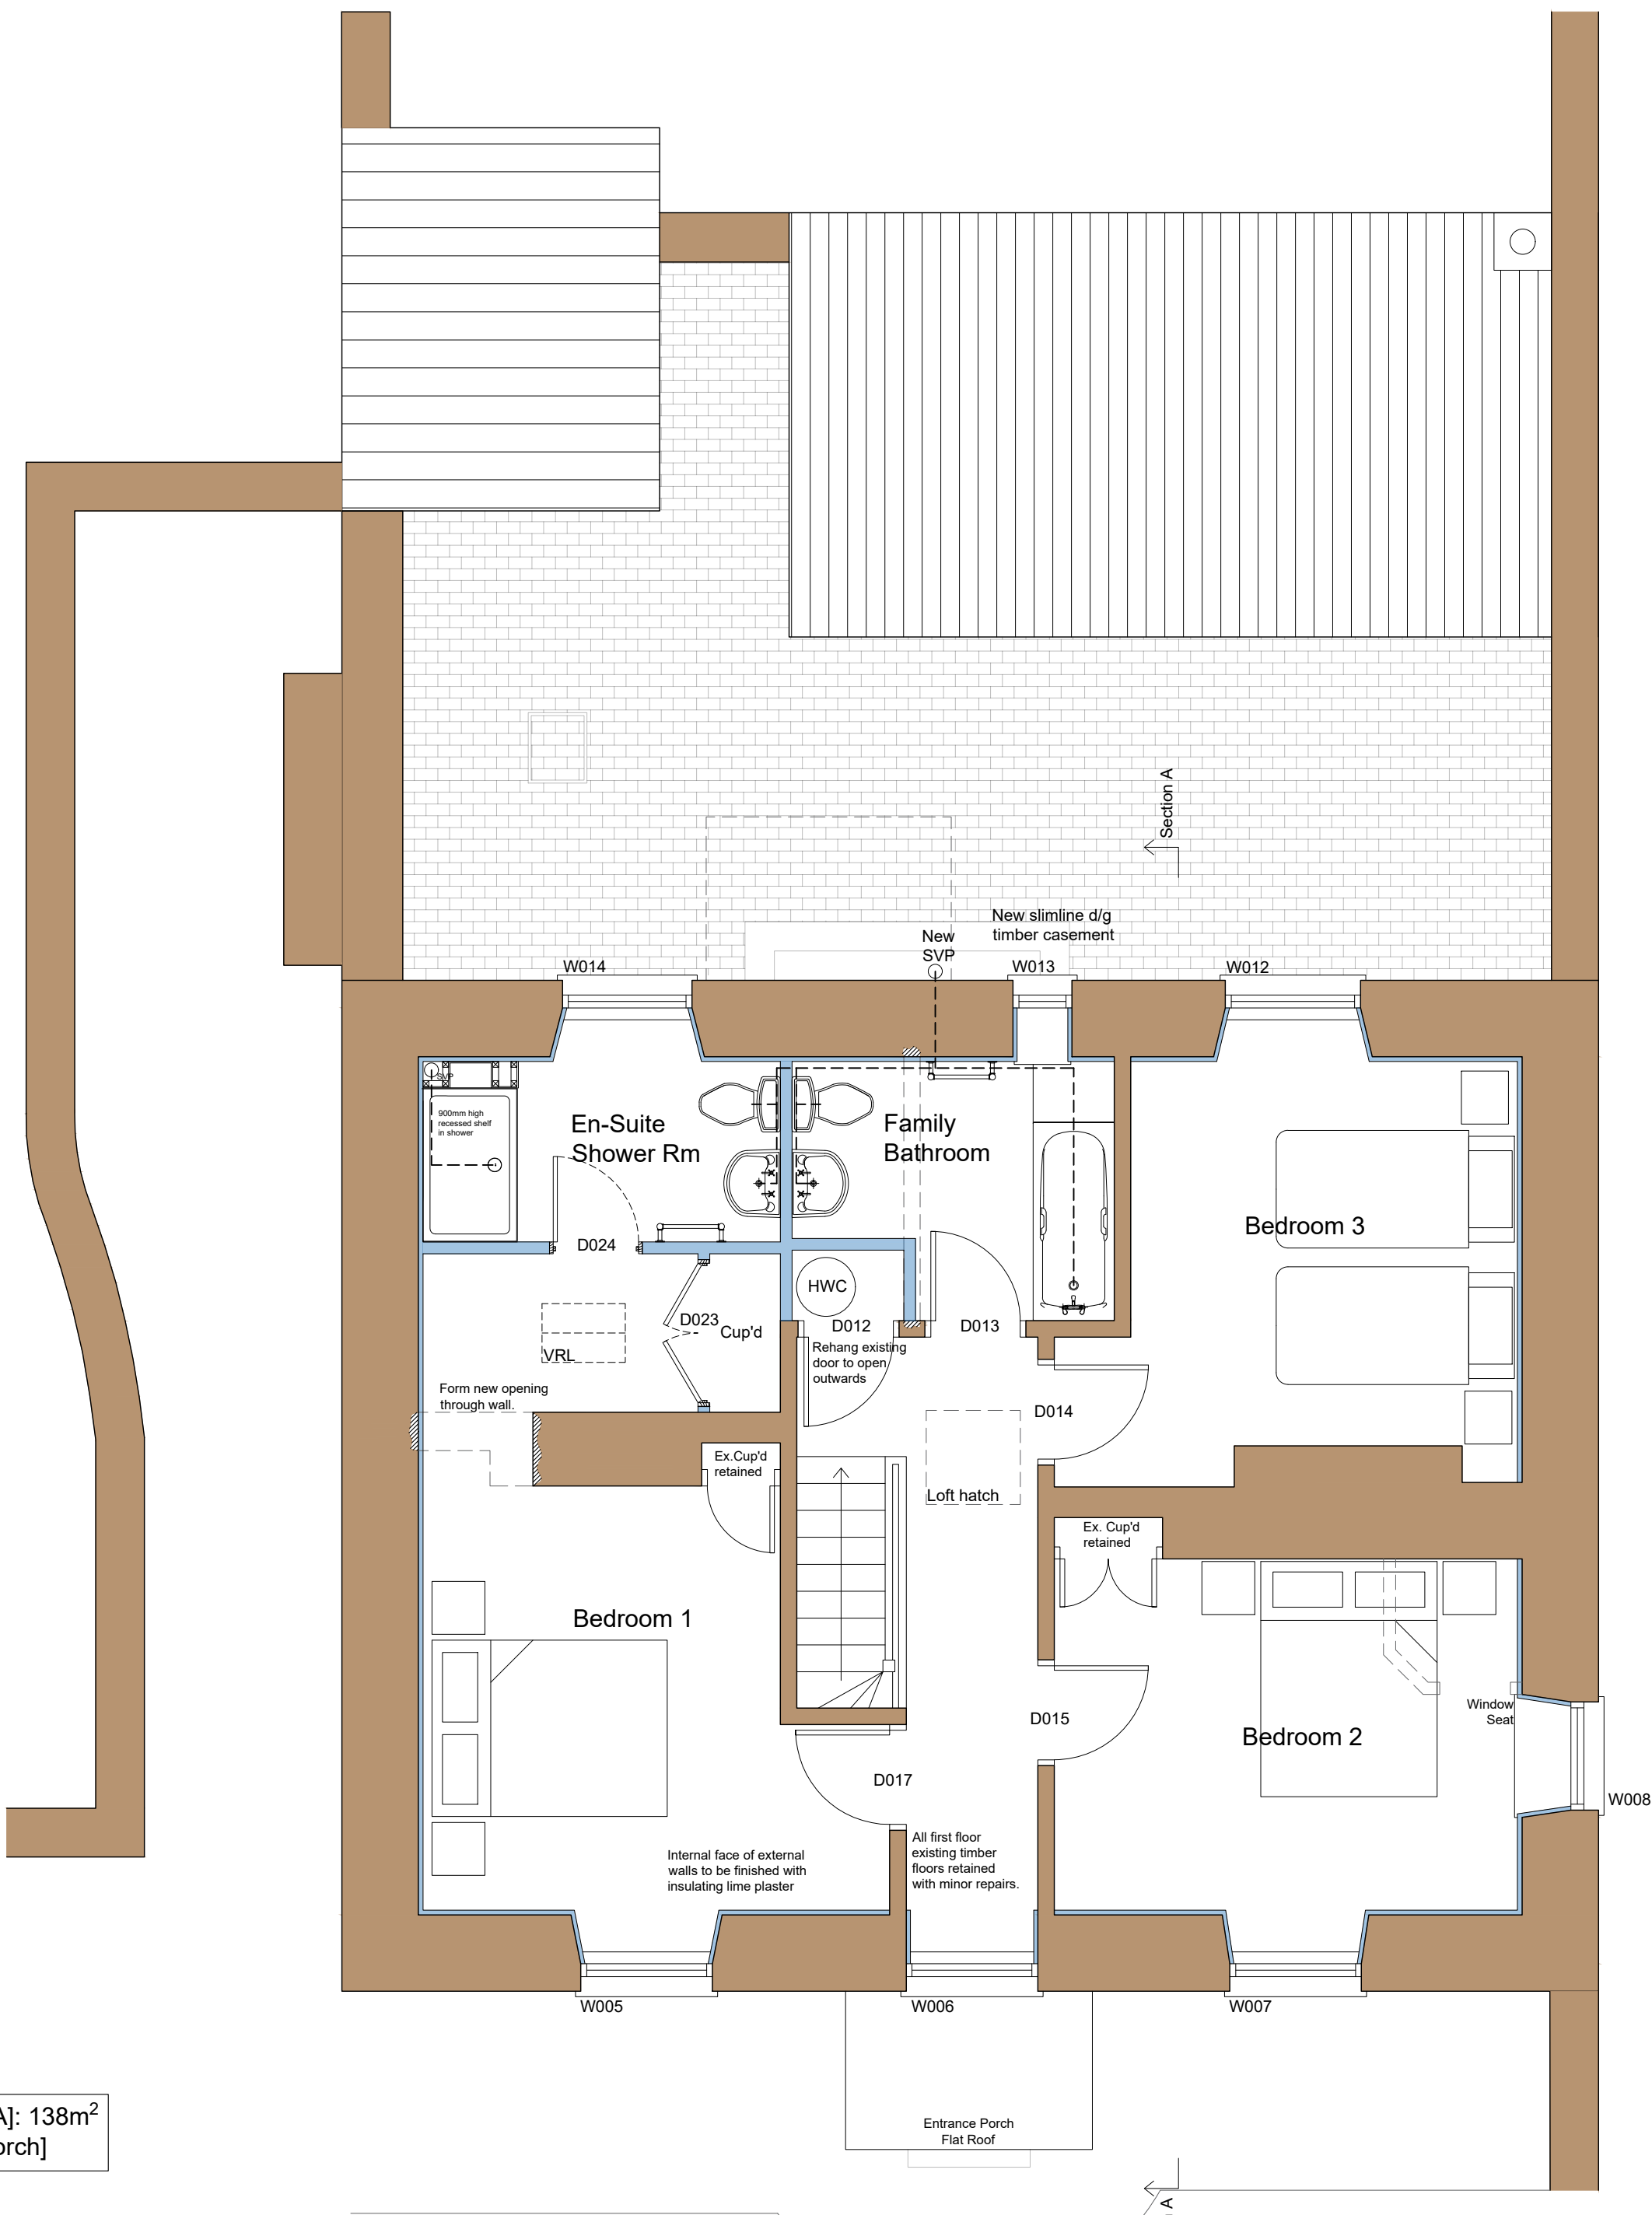 Section A
New slimline d/g
timber casement
New
SVP
W014
W013
W012
SVP
900mm high
recessed shelf
in shower
En-Suite
Shower Rm
Family
Bathroom
Bedroom 3
D024
HWC
D023
Cup'd
D012
D013
Rehang existing
door to open
outwards
VRL
Form new opening
through wall.
D014
Ex.Cup'd
retained
Loft hatch
Ex. Cup'd
retained
Bedroom 1
Window
Seat
D015
Bedroom 2
D017
W008
Internal face of external
walls to be finished with
insulating lime plaster
All first floor
existing timber
floors retained
with minor repairs.
W005
W006
W007
A]: 138m²
orch]
Entrance Porch
Flat Roof
A